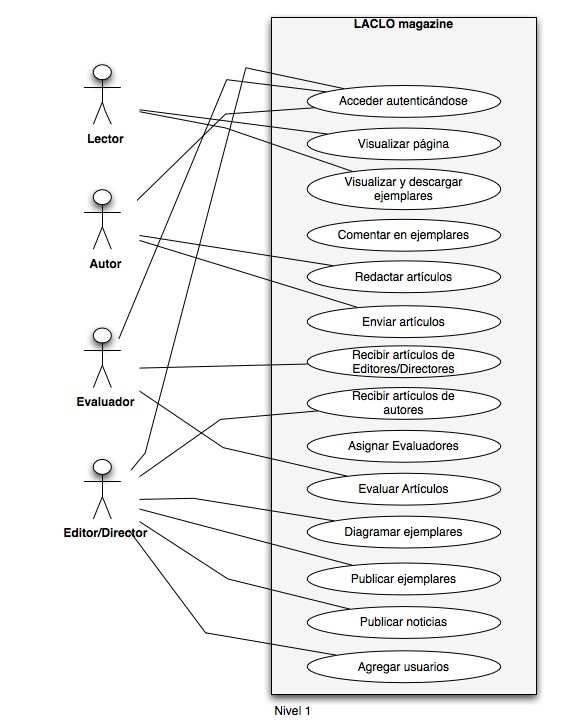 LACLO magazine
Lector
Autor
Evaluador
Editor/Director
Acceder autenticándose
Visualizar página
Visualizar y descargar
ejemplares
Comentar en ejemplares
Redactar artículos
Enviar artículos
Recibir artículos de
Editores/Directores
Recibir artículos de
autores
Asignar Evaluadores
Evaluar Artículos
Diagramar ejemplares
Publicar ejemplares
Publicar noticias
Agregar usuarios
Nivel 1